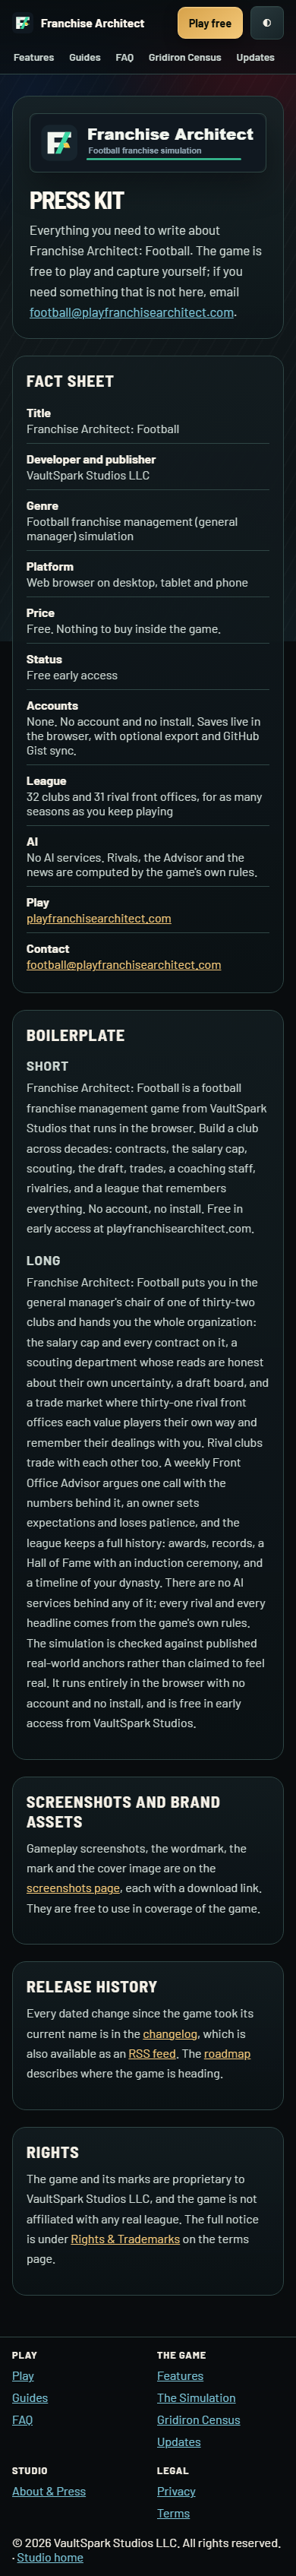 Franchise Architect
Play free
Features Guides FAQ Gridiron Census Updates
Franchise Architect
Football franchise simulation
PRESS KIT
Everything you need to write about
Franchise Architect: Football. The game is
free to play and capture yourself; if you
need something that is not here, email
football@playfranchisearchitect.com.
FACT SHEET
Title
Franchise Architect: Football
Developer and publisher
VaultSpark Studios LLC
Genre
Football franchise management (general
manager) simulation
Platform
Web browser on desktop, tablet and phone
Price
Free. Nothing to buy inside the game.
Status
Free early access
Accounts
None. No account and no install. Saves live in
the browser, with optional export and GitHub
Gist sync.
League
32 clubs and 31 rival front offices, for as many
seasons as you keep playing
AI
No AI services. Rivals, the Advisor and the
news are computed by the game's own rules.
Play
playfranchisearchitect.com
Contact
football@playfranchisearchitect.com
BOILERPLATE
SHORT
Franchise Architect: Football is a football
franchise management game from VaultSpark
Studios that runs in the browser. Build a club
across decades: contracts, the salary cap,
scouting, the draft, trades, a coaching staff,
rivalries, and a league that remembers
everything. No account, no install. Free in
early access at playfranchisearchitect.com.
LONG
Franchise Architect: Football puts you in the
general manager's chair of one of thirty-two
clubs and hands you the whole organization:
the salary cap and every contract on it, a
scouting department whose reads are honest
about their own uncertainty, a draft board, and
a trade market where thirty-one rival front
offices each value players their own way and
remember their dealings with you. Rival clubs
trade with each other too. A weekly Front
Office Advisor argues one call with the
numbers behind it, an owner sets
expectations and loses patience, and the
league keeps a full history: awards, records, a
Hall of Fame with an induction ceremony, and
a timeline of your dynasty. There are no AI
services behind any of it; every rival and every
headline comes from the game's own rules.
The simulation is checked against published
real-world anchors rather than claimed to feel
real. It runs entirely in the browser with no
account and no install, and is free in early
access from VaultSpark Studios.
SCREENSHOTS AND BRAND
ASSETS
Gameplay screenshots, the wordmark, the
mark and the cover image are on the
screenshots page, each with a download link.
They are free to use in coverage of the game.
RELEASE HISTORY
Every dated change since the game took its
current name is in the changelog, which is
also available as an RSS feed. The roadmap
describes where the game is heading.
RIGHTS
The game and its marks are proprietary to
VaultSpark Studios LLC, and the game is not
affiliated with any real league. The full notice
is under Rights & Trademarks on the terms
page.
PLAY
Play
Guides
FAQ
THE GAME
Features
The Simulation
Gridiron Census
Updates
STUDIO
About & Press
LEGAL
Privacy
Terms
© 2026 VaultSpark Studios LLC. All rights reserved.
· Studio home